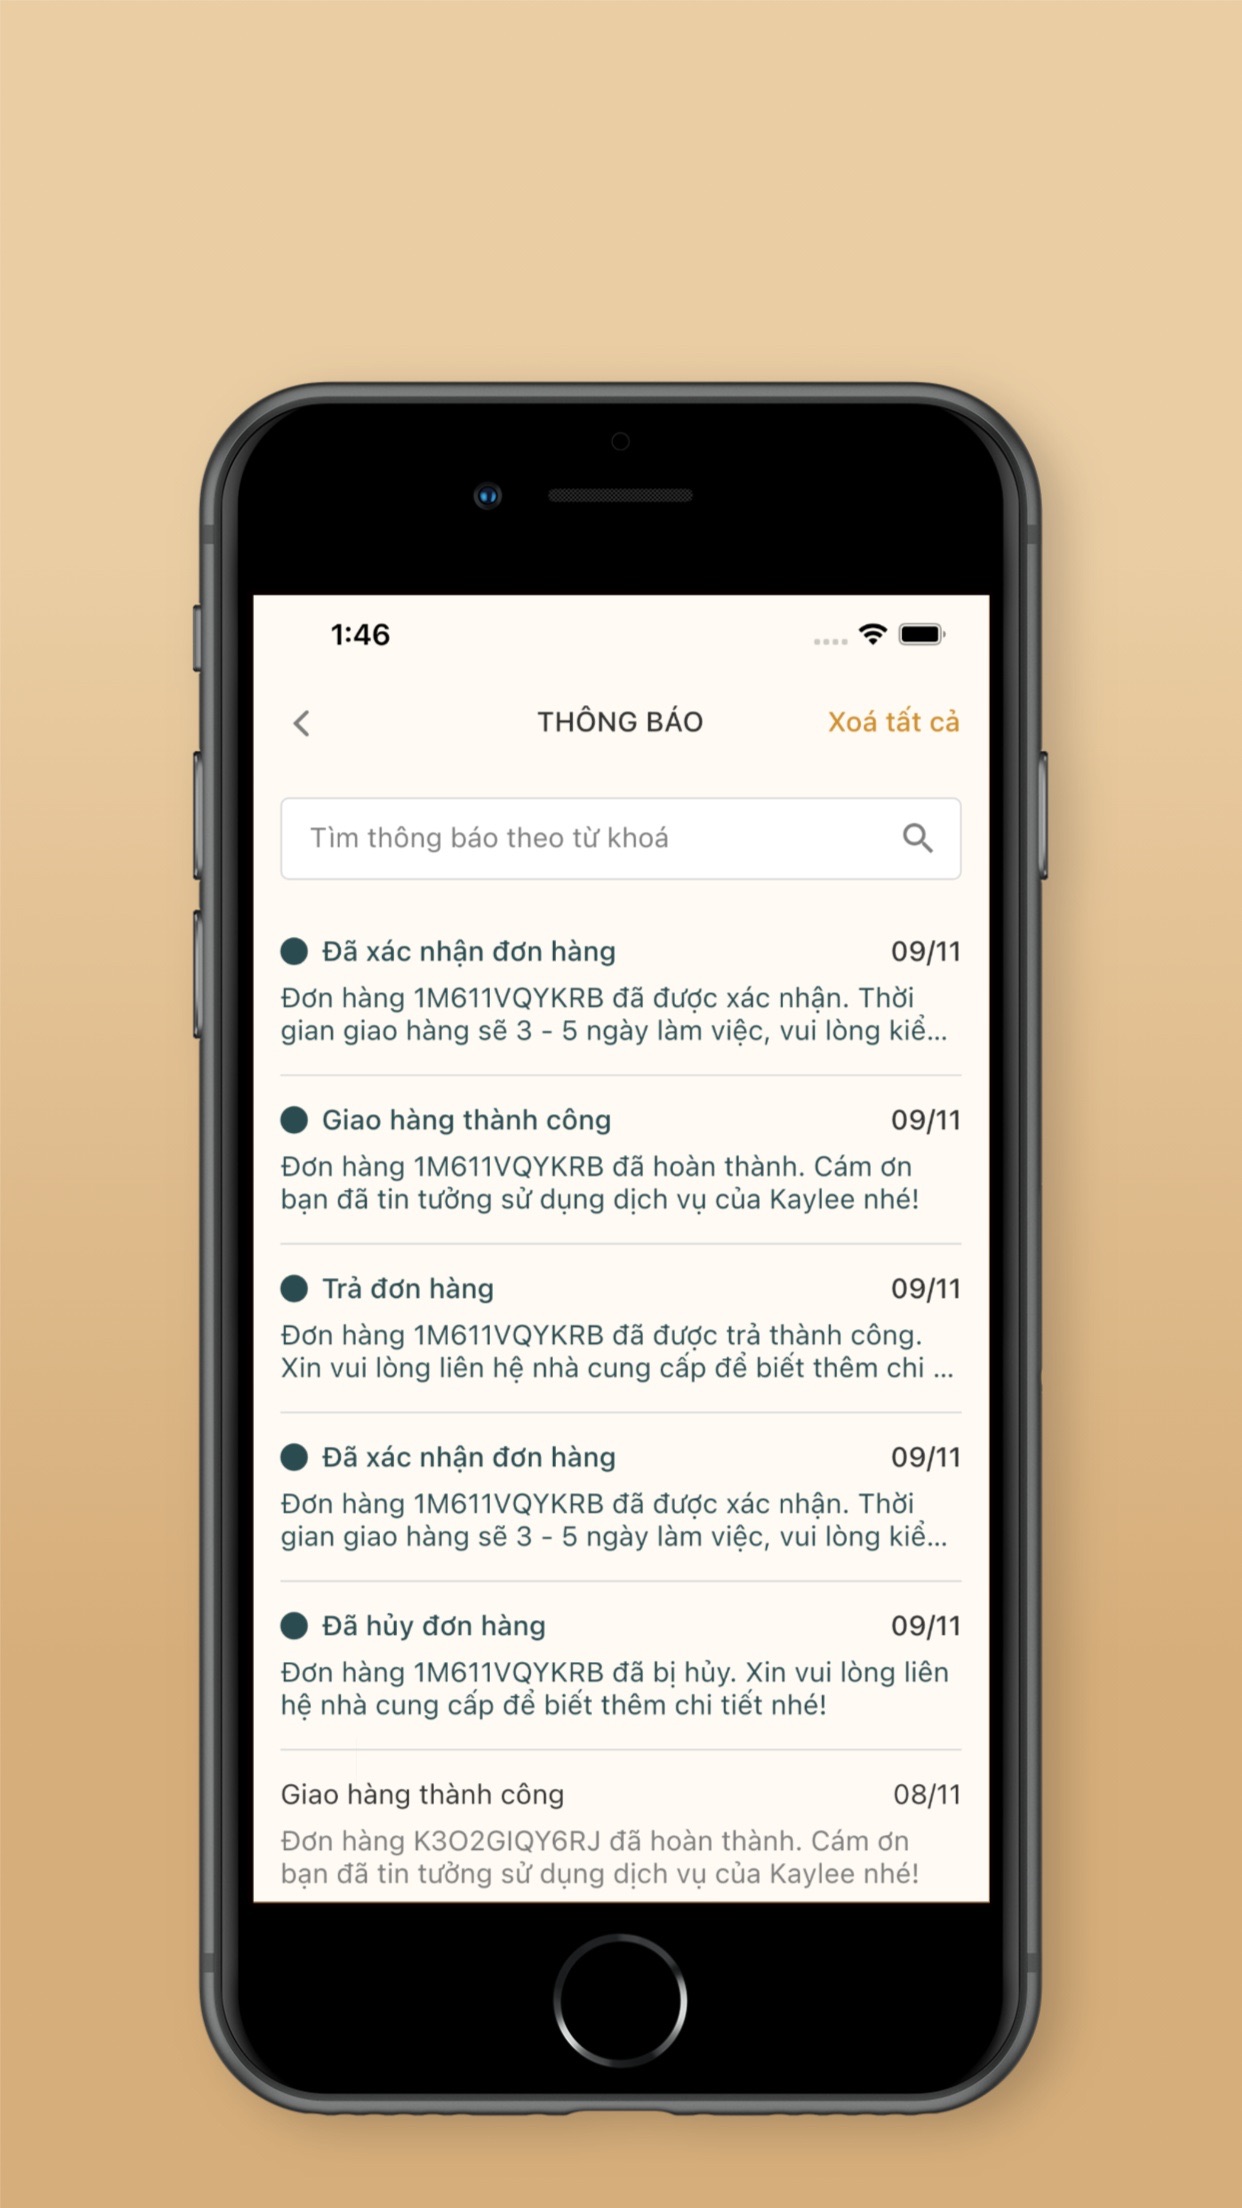 1:46
THÔNG BÁO
Xoá tất cả
Tìm thông báo theo từ khoá
Đã xác nhận đơn hàng 09/11
Đơn hàng 1M611VQYKRB đã được xác nhận. Thời
gian giao hàng sẽ 3 - 5 ngày làm việc, vui lòng kiể...
Giao hàng thành công 09/11
Đơn hàng 1M611VQYKRB đã hoàn thành. Cám ơn
bạn đã tin tưởng sử dụng dịch vụ của Kaylee nhé!
Trả đơn hàng 09/11
Đơn hàng 1M611VQYKRB đã được trả thành công.
Xin vui lòng liên hệ nhà cung cấp để biết thêm chi ...
Đã xác nhận đơn hàng 09/11
Đơn hàng 1M611VQYKRB đã được xác nhận. Thời
gian giao hàng sẽ 3 - 5 ngày làm việc, vui lòng kiể...
Đã hủy đơn hàng 09/11
Đơn hàng 1M611VQYKRB đã bị hủy. Xin vui lòng liên
hệ nhà cung cấp để biết thêm chi tiết nhé!
Giao hàng thành công 08/11
Đơn hàng K3O2GIQY6RJ đã hoàn thành. Cám ơn
bạn đã tin tưởng sử dụng dịch vụ của Kaylee nhé!